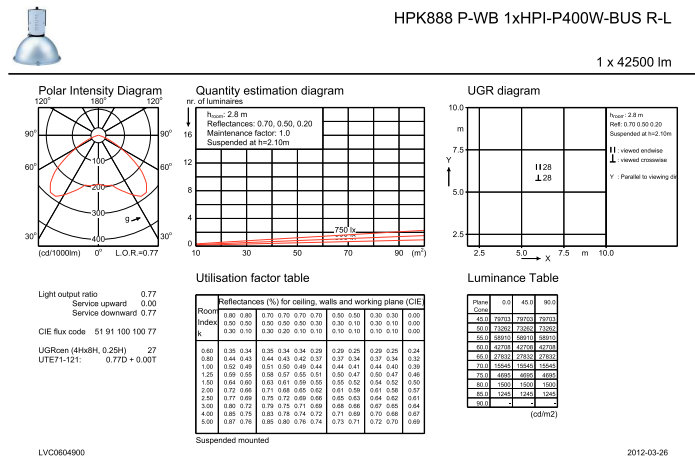 HPK888 P-WB 1xHPI-P400W-BUS R-L
1 x 42500 lm
Polar Intensity Diagram
120° 180° 120°
90° 90°
60° 60°
30° 30°
-100
-200
-300
400
g
(cd/1000lm) 0° L.O.R.=0.77
Quantity estimation diagram
nr. of luminaires
hroom: 2.8 m
Reflectances: 0.70, 0.50, 0.20
Maintenance factor: 1.0
Suspended at h=2.10m
16
12
8
4
0
750 lx
10 30 50 70 90 (m²)
UGR diagram
10.0
m
7.5
Y
5.0
2.5
28
28
2.5 5.0 7.5 m 10.0
X
hroom: 2.8 m
Refl: 0.70 0.50 0.20
Suspended at h=2.10m
: viewed endwise
: viewed crosswise
Y : Parallel to viewing dir
Light output ratio 0.77
Service upward 0.00
Service downward 0.77
CIE flux code 51 91 100 100 77
UGRcen (4Hx8H, 0.25H) 27
UTE71-121: 0.77D + 0.00T
Utilisation factor table
Room Index k
Reflectances (%) for ceiling, walls and working plane (CIE)
0.80 0.80 0.70 0.70 0.70 0.70 0.50 0.50 0.30 0.30 0.00
0.50 0.50 0.50 0.50 0.50 0.30 0.30 0.10 0.30 0.10 0.00
0.30 0.10 0.30 0.20 0.10 0.10 0.10 0.10 0.10 0.10 0.00
0.60 0.35 0.34 0.35 0.34 0.34 0.29 0.29 0.25 0.29 0.25 0.24
0.80 0.44 0.43 0.44 0.43 0.42 0.37 0.37 0.34 0.37 0.34 0.32
1.00 0.52 0.49 0.51 0.50 0.49 0.44 0.44 0.41 0.44 0.40 0.39
1.25 0.59 0.55 0.58 0.57 0.55 0.51 0.50 0.47 0.50 0.47 0.46
1.50 0.64 0.60 0.63 0.61 0.59 0.55 0.55 0.52 0.54 0.52 0.50
2.00 0.72 0.66 0.71 0.68 0.65 0.62 0.61 0.59 0.61 0.58 0.57
2.50 0.77 0.69 0.75 0.72 0.69 0.66 0.65 0.63 0.64 0.62 0.61
3.00 0.80 0.72 0.79 0.75 0.71 0.69 0.68 0.66 0.67 0.65 0.64
4.00 0.85 0.75 0.83 0.78 0.74 0.72 0.71 0.69 0.70 0.68 0.67
5.00 0.87 0.76 0.85 0.80 0.76 0.74 0.73 0.71 0.72 0.70 0.69
Suspended mounted
Luminance Table
Plane Cone 0.0 45.0 90.0
45.0 79703 79703 79703
50.0 73262 73262 73262
55.0 58910 58910 58910
60.0 42708 42708 42708
65.0 27832 27832 27832
70.0 15545 15545 15545
75.0 4695 4695 4695
80.0 1500 1500 1500
85.0 1245 1245 1245
90.0 - - -
(cd/m2)
LVC0604900
2012-03-26